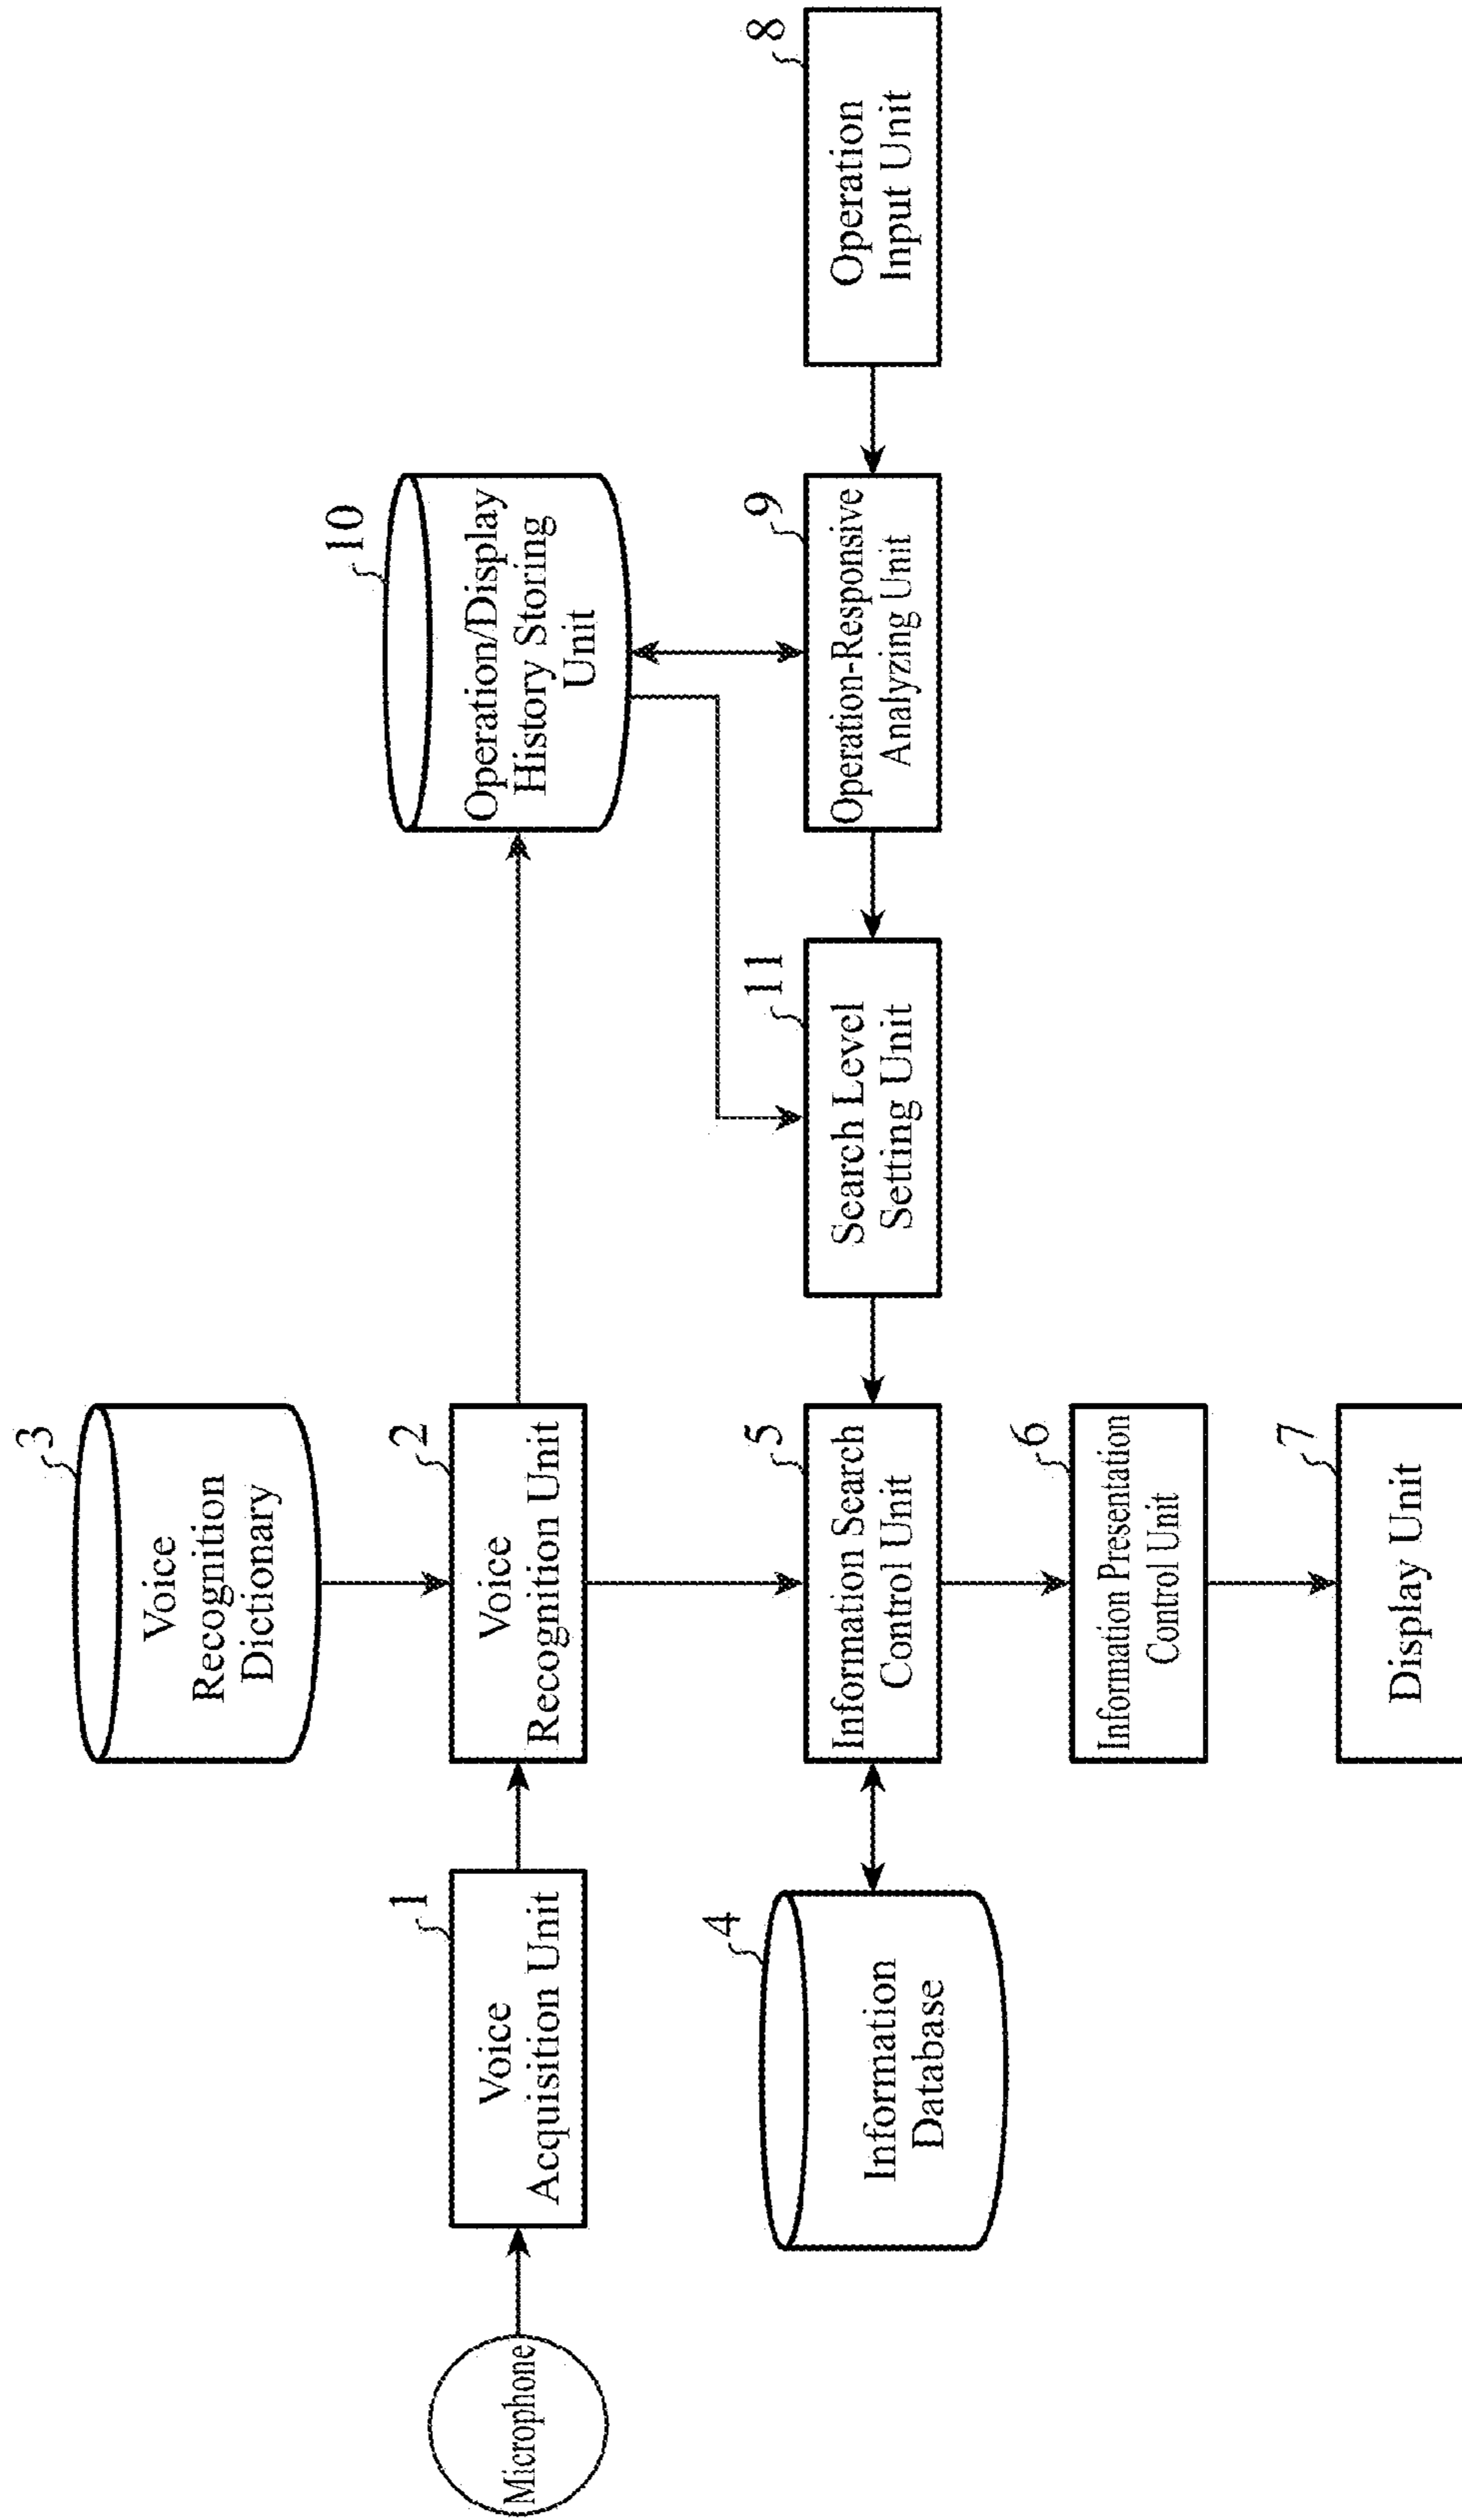 3
Voice
Recognition
Dictionary
10
Operation/Display
History Storing
Unit
Microphone
1
Voice
Acquisition Unit
2
Voice
Recognition Unit
4
Information
Database
5
Information Search
Control Unit
11
Search Level
Setting Unit
9
Operation-Responsive
Analyzing Unit
8
Operation
Input Unit
6
Information Presentation
Control Unit
7
Display Unit